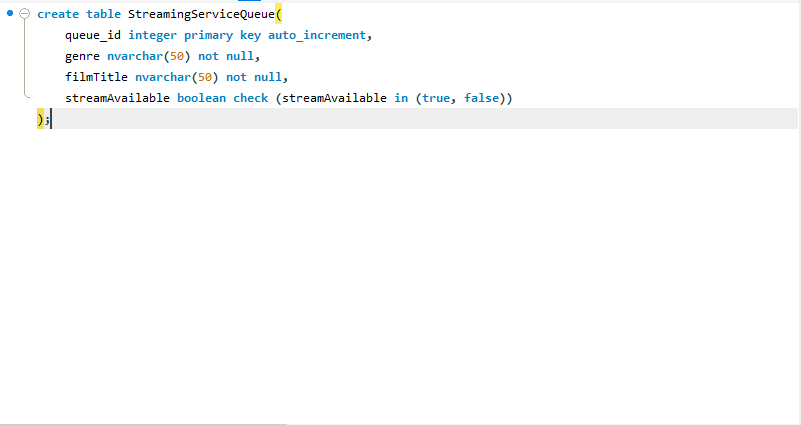 create table StreamingServiceQueue(
queue_id integer primary key auto_increment,
genre nvarchar(50) not null,
filmTitle nvarchar(50) not null,
streamAvailable boolean check (streamAvailable in (true, false))
);